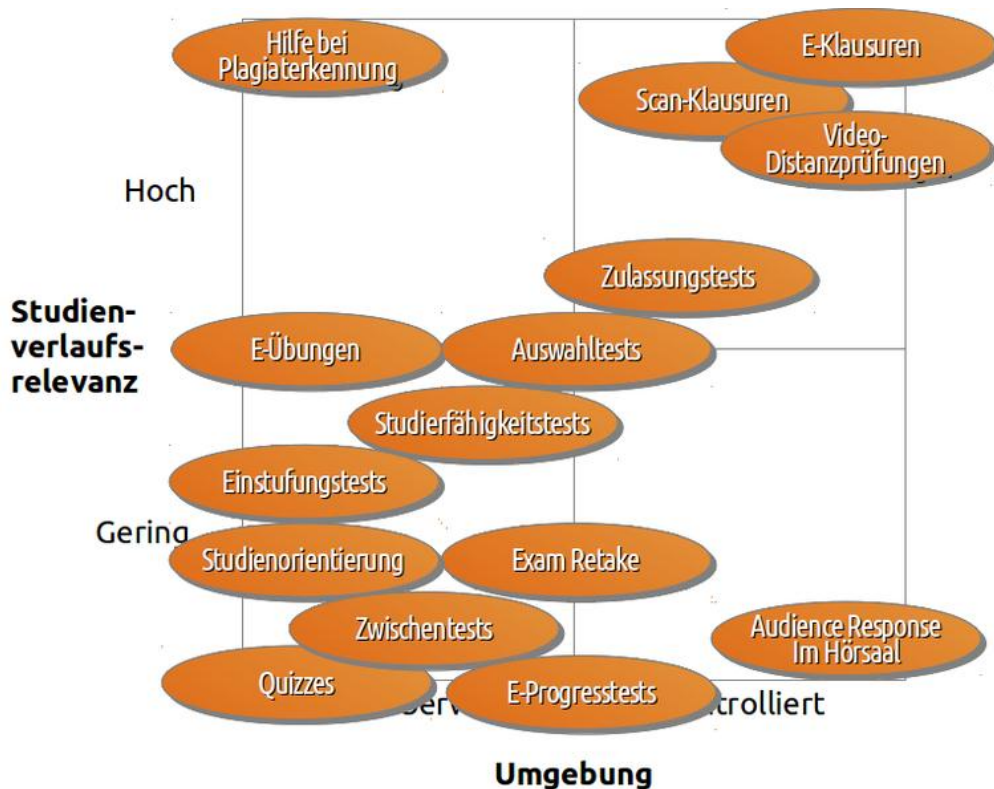 Hilfe bei
Plagiaterkennung
E-Klausuren
Scan-Klausuren
Video-
Distanzprüfungen
Hoch
Zulassungstests
Studien-
verlaufs-
relevanz
E-Übungen
Auswahltests
Studierfähigkeitstests
Einstufungstests
Gering
Studienorientierung
Exam Retake
Zwischentests
Audience Response
Im Hörsaal
Quizzes
E-Progresstests
Umgebung